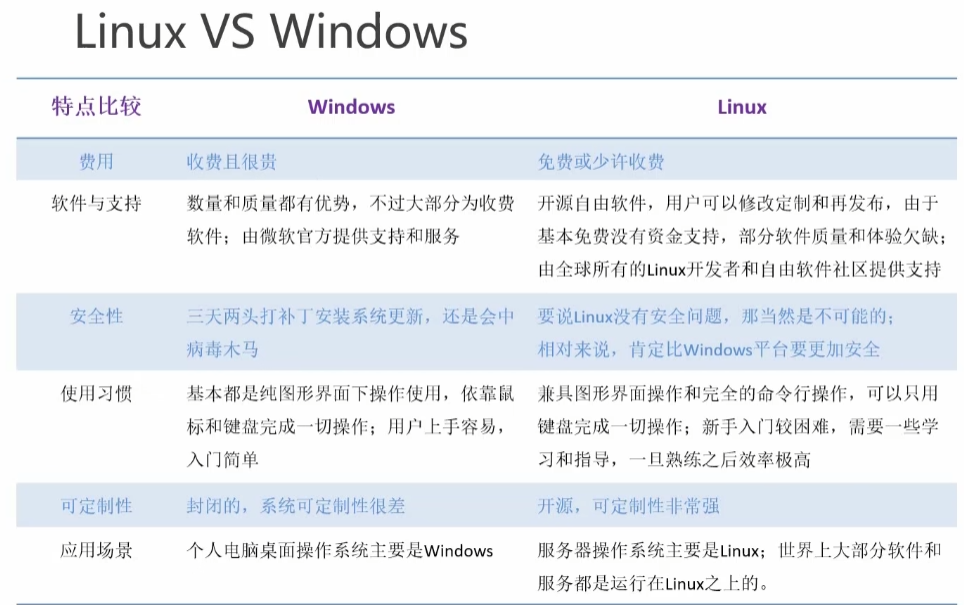 Linux VS Windows
特点比较 Windows Linux
费用 收费且很贵 免费或少许收费
软件与支持 数量和质量都有优势，不过大部分为收费 开源自由软件，用户可以修改定制和再发布，由于
软件；由微软官方提供支持和服务 基本免费没有资金支持，部分软件质量和体验欠缺；
由全球所有的Linux开发者和自由软件社区提供支持
安全性 三天两头打补丁安装系统更新，还是会中 要说Linux没有安全问题，那当然是不可能的；
病毒木马 相对来说，肯定比Windows平台要更加安全
使用习惯 基本都是纯图形界面下操作使用，依靠鼠 兼具图形界面操作和完全的命令行操作，可以只用
标和键盘完成一切操作；用户上手容易， 键盘完成一切操作；新手入门较困难，需要一些学
入门简单 习和指导，一旦熟练之后效率极高
可定制性 封闭的，系统可定制性很差 开源，可定制性非常强
应用场景 个人电脑桌面操作系统主要是Windows 服务器操作系统主要是Linux；世界上大部分软件和
服务都是运行在Linux之上的。